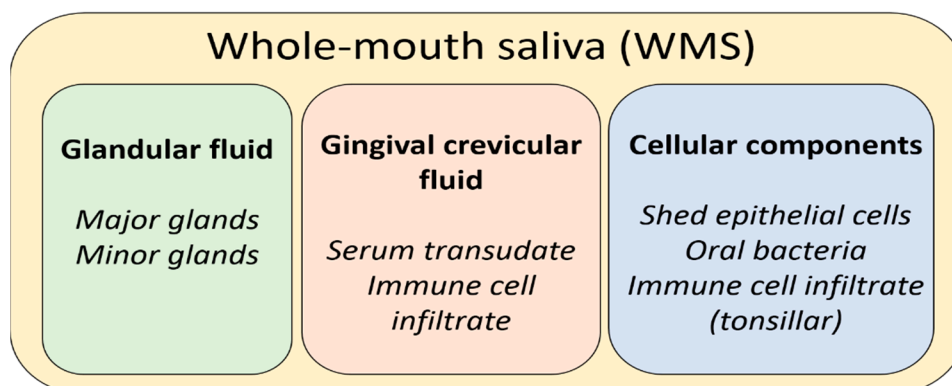 Whole-mouth saliva (WMS)
Glandular fluid
Major glands
Minor glands
Gingival crevicular
fluid
Serum transudate
Immune cell
infiltrate
Cellular components
Shed epithelial cells
Oral bacteria
Immune cell infiltrate
(tonsillar)